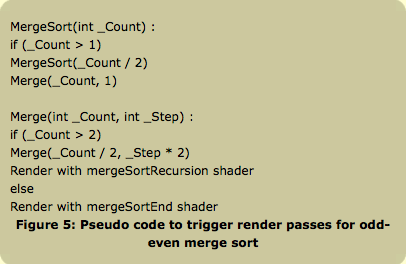 MergeSort(int _Count) :
if (_Count > 1)
MergeSort(_Count / 2)
Merge(_Count, 1)

Merge(int _Count, int _Step) :
if (_Count > 2)
Merge(_Count / 2, _Step * 2)
Render with mergeSortRecursion shader
else
Render with mergeSortEnd shader
Figure 5: Pseudo code to trigger render passes for odd-
even merge sort